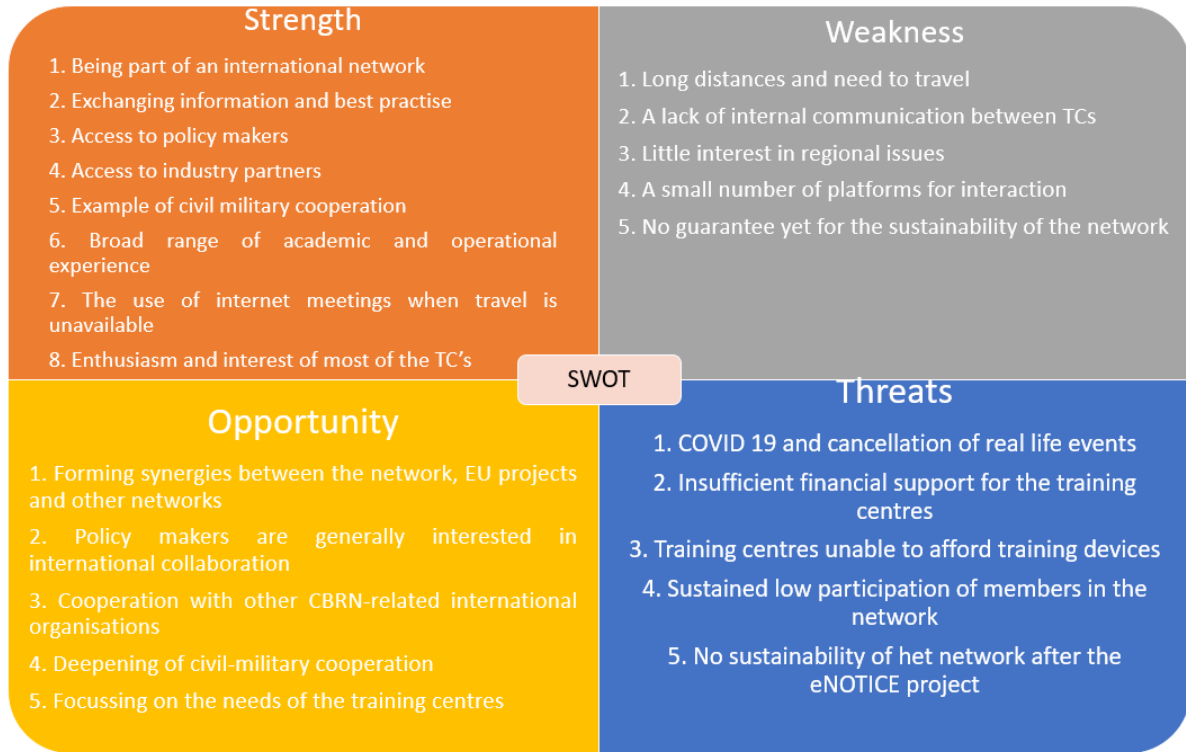 Strength
1. Being part of an international network
2. Exchanging information and best practise
3. Access to policy makers
4. Access to industry partners
5. Example of civil military cooperation
6. Broad range of academic and operational
experience
7. The use of internet meetings when travel is
unavailable
8. Enthusiasm and interest of most of the TC's
Weakness
1. Long distances and need to travel
2. A lack of internal communication between TCs
3. Little interest in regional issues
4. A small number of platforms for interaction
5. No guarantee yet for the sustainability of the network
SWOT
Opportunity
1. Forming synergies between the network, EU projects
and other networks
2. Policy makers are generally interested in
international collaboration
3. Cooperation with other CBRN-related international
organisations
4. Deepening of civil-military cooperation
5. Focussing on the needs of the training centres
Threats
1. COVID 19 and cancellation of real life events
2. Insufficient financial support for the training
centres
3. Training centres unable to afford training devices
4. Sustained low participation of members in the
network
5. No sustainability of het network after the
eNOTICE project